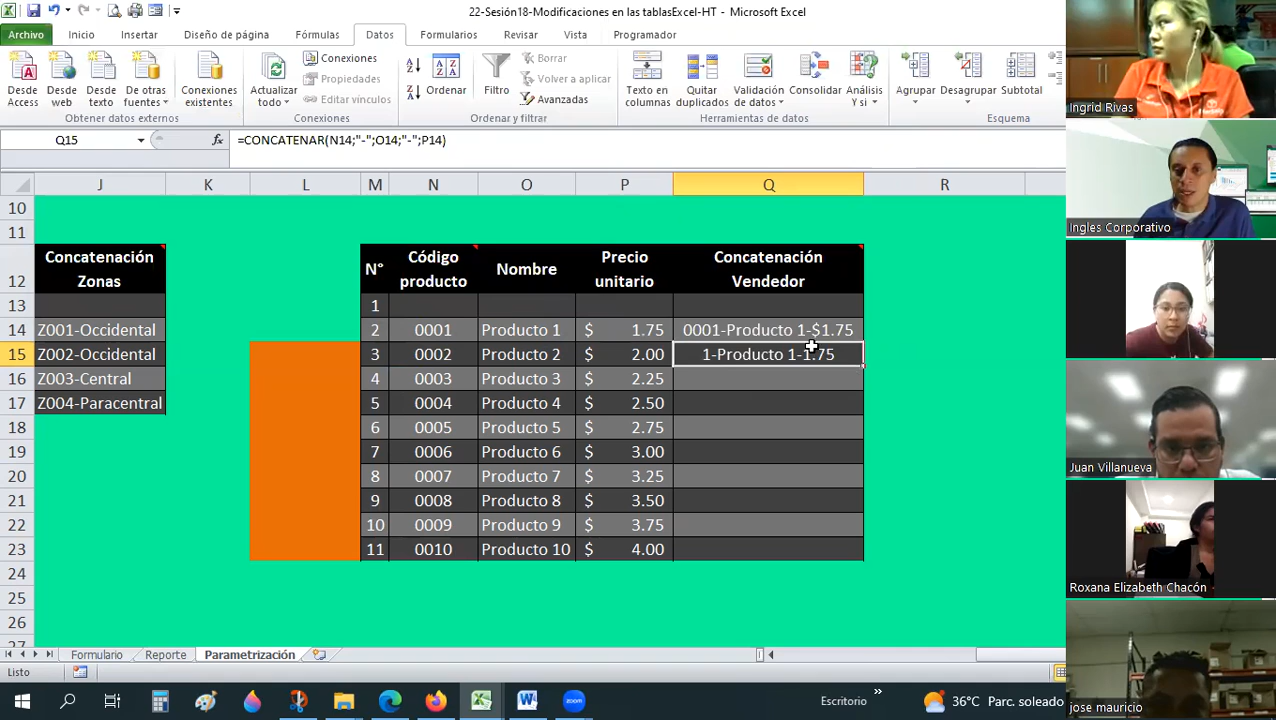 22-Sesión18-Modificaciones en las tablasExcel-HT - Microsoft Excel
Archivo Inicio Insertar Diseño de página Fórmulas Datos Formularios Revisar Vista Programador
Desde Access
Desde web
Desde texto
De otras fuentes
Conexiones existentes
Obtener datos externos
Actualizar todo
Conexiones
Propiedades
Editar vínculos
Conexiones
Ordenar
Filtro
Borrar
Volver a aplicar
Avanzadas
Ordenar y filtrar
Texto en columnas
Quitar duplicados
Validación de datos
Consolidar
Análisis Y si
Herramientas de datos
Agrupar
Desagrupar
Subtotal
Esquema
Q15 fx =CONCATENAR(N14;"-";O14;"-";P14)
J K L M N O P Q R
10
11
12 Concatenación Zonas N° Código producto Nombre Precio unitario Concatenación Vendedor
13 1
14 Z001-Occidental 2 0001 Producto 1 $ 1.75 0001-Producto 1-$1.75
15 Z002-Occidental 3 0002 Producto 2 $ 2.00 1-Producto 1-1.75
16 Z003-Central 4 0003 Producto 3 $ 2.25
17 Z004-Paracentral 5 0004 Producto 4 $ 2.50
18 6 0005 Producto 5 $ 2.75
19 7 0006 Producto 6 $ 3.00
20 8 0007 Producto 7 $ 3.25
21 9 0008 Producto 8 $ 3.50
22 10 0009 Producto 9 $ 3.75
23 11 0010 Producto 10 $ 4.00
24
25
26
27
Formulario Reporte Parametrización
Listo
Escritorio » 36°C Parc. soleado
zoom
Ingrid Rivas
Ingles Corporativo
Juan Villanueva
Roxana Elizabeth Chacón
jose mauricio